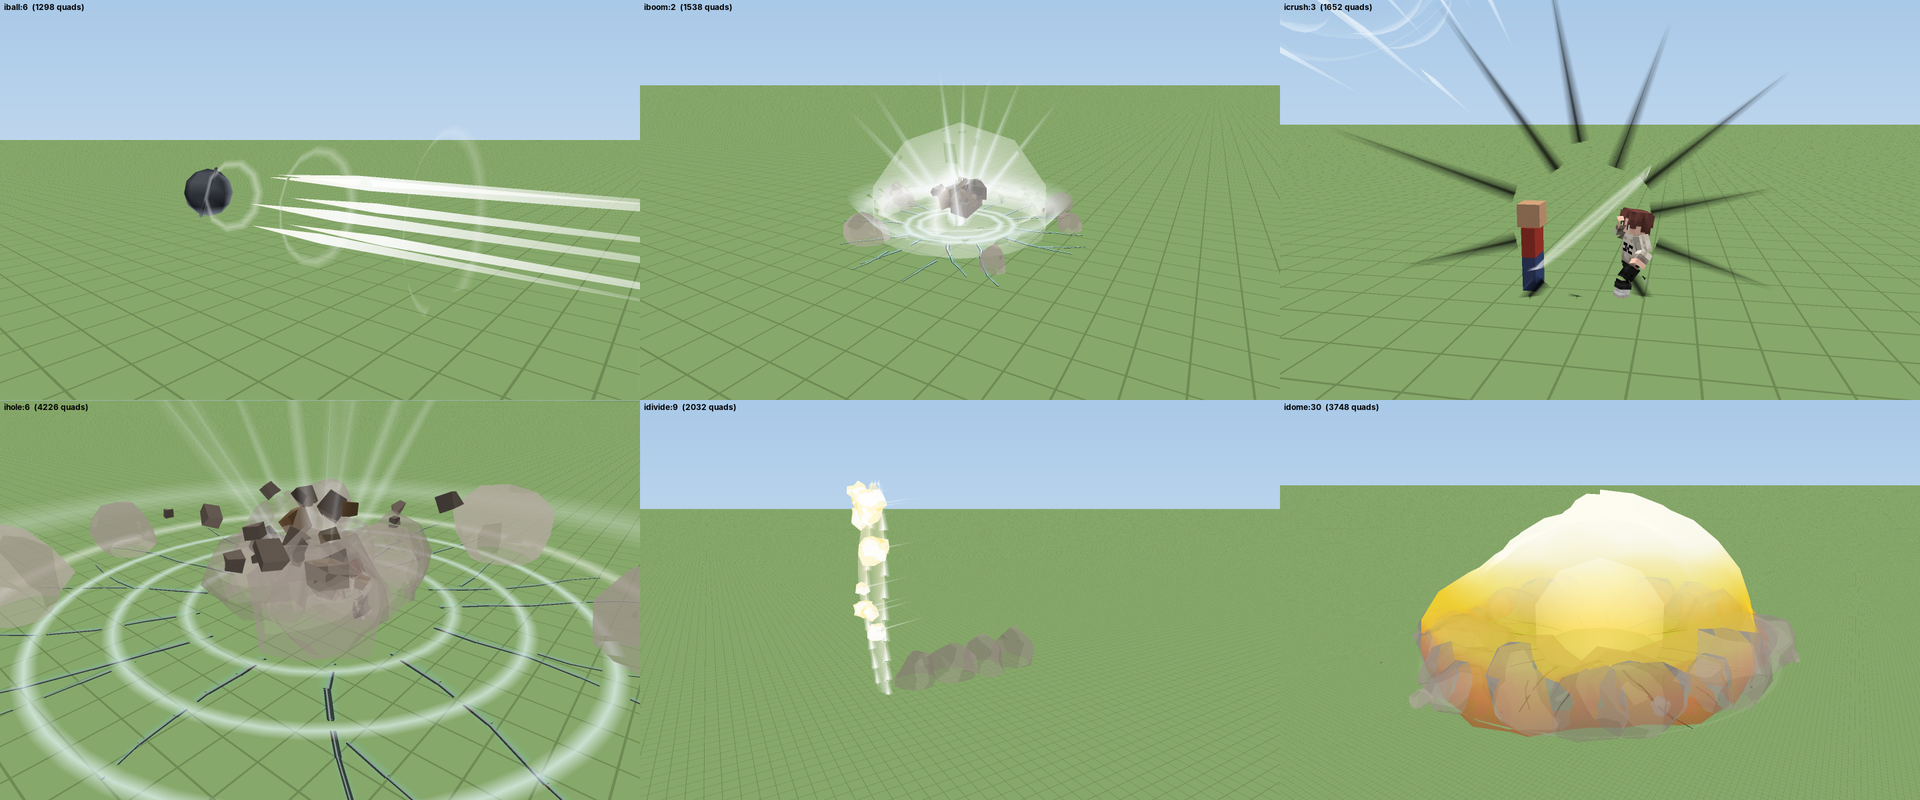 iball:6 (1298 quads)
iboom:2 (1538 quads)
icrush:3 (1652 quads)
ihole:6 (4226 quads)
idivide:9 (2032 quads)
idome:30 (3748 quads)